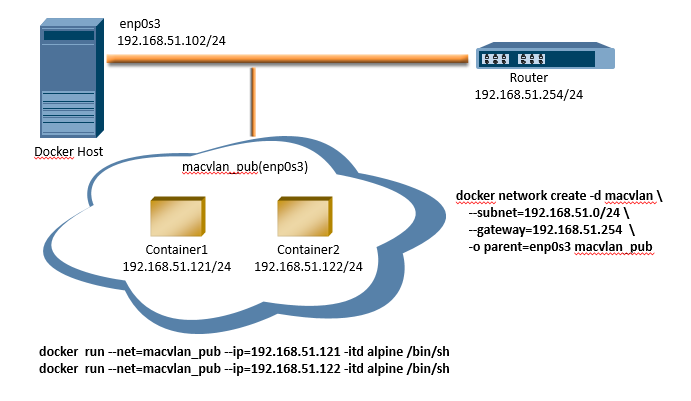 enp0s3
192.168.51.102/24
Router
192.168.51.254/24
Docker Host
macvlan_pub(enp0s3)
Container1
192.168.51.121/24
Container2
192.168.51.122/24
docker network create -d macvlan \
--subnet=192.168.51.0/24 \
--gateway=192.168.51.254 \
-o parent=enp0s3 macvlan_pub
docker run --net=macvlan_pub --ip=192.168.51.121 -itd alpine /bin/sh
docker run --net=macvlan_pub --ip=192.168.51.122 -itd alpine /bin/sh